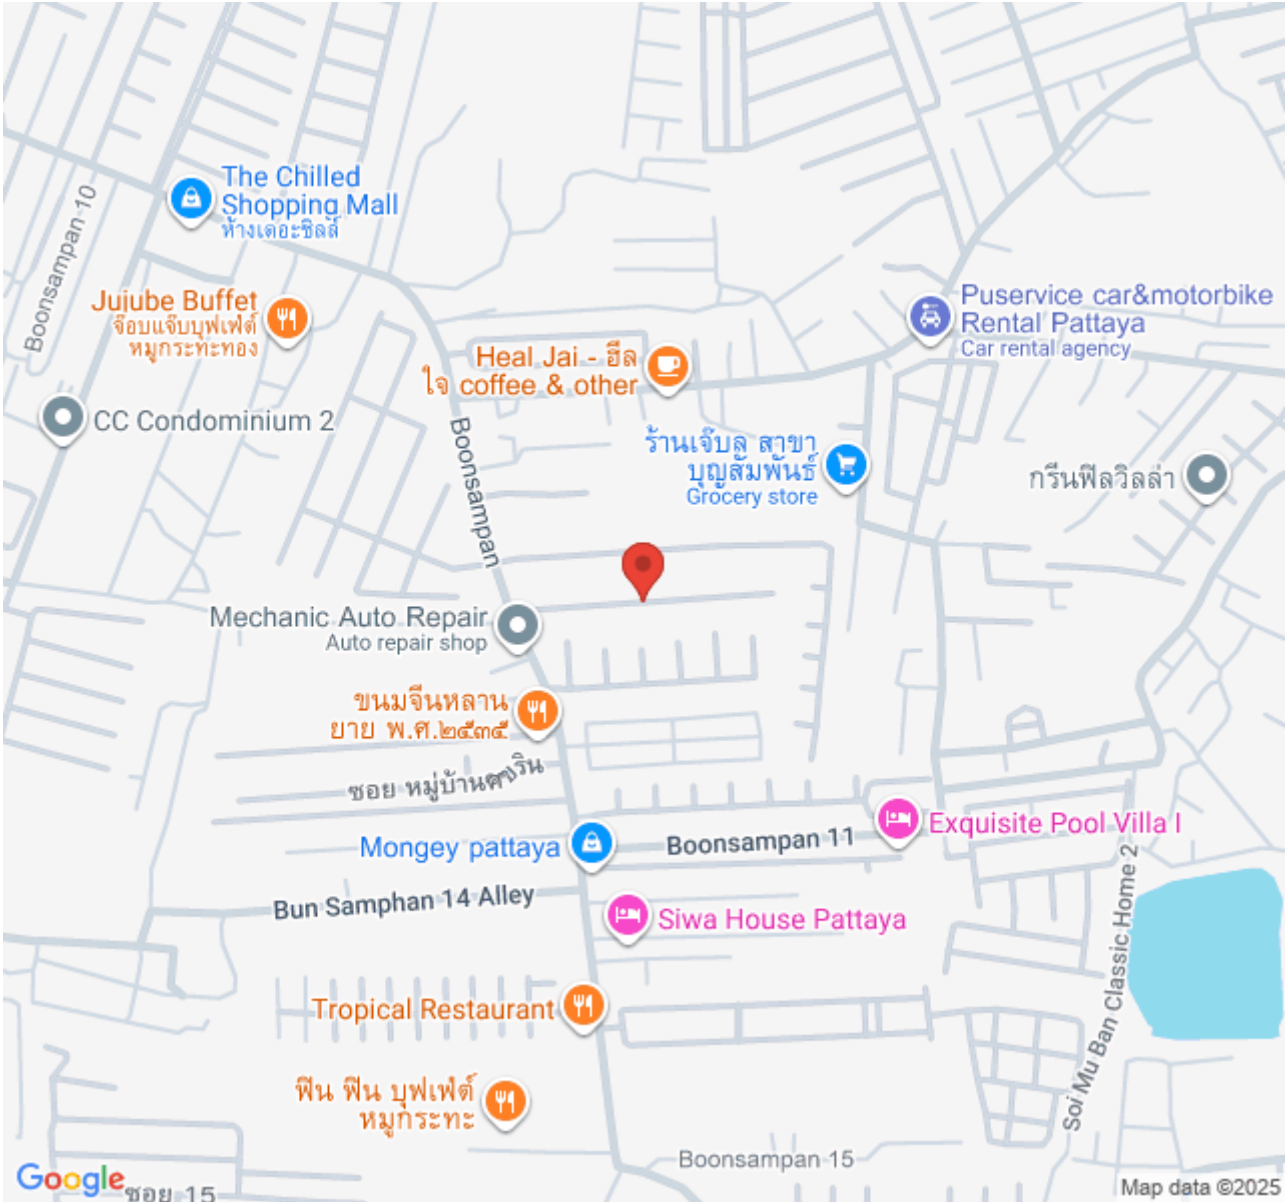 The Chilled
Shopping Mall
ห้างเดอะชิลล์
Boonsampan 10
Jujube Buffet
จ๊อบแจ๊บบุฟเฟ่ต์
หมูกระทะทอง
Puservice car&motorbike
Rental Pattaya
Car rental agency
Heal Jai - ฮีล
ใจ coffee & other
CC Condominium 2
Boonsampan
ร้านเจ๊บล สาขา
บุญสัมพันธ์
Grocery store
กรีนฟิลวิลล่า
Mechanic Auto Repair
Auto repair shop
ขนมจีนหลาน
ยาย พ.ศ.๒๕๓๕
ซอย หมู่บ้าน
Mongey pattaya
Boonsampan 11
Exquisite Pool Villa I
Bun Samphan 14 Alley
Siwa House Pattaya
Soi Mu Ban Classic Home 2
Tropical Restaurant
ฟิน ฟิน บุฟเฟ่ต์
หมูกระทะ
Boonsampan 15
Google
ซอย 15
Map data ©2025